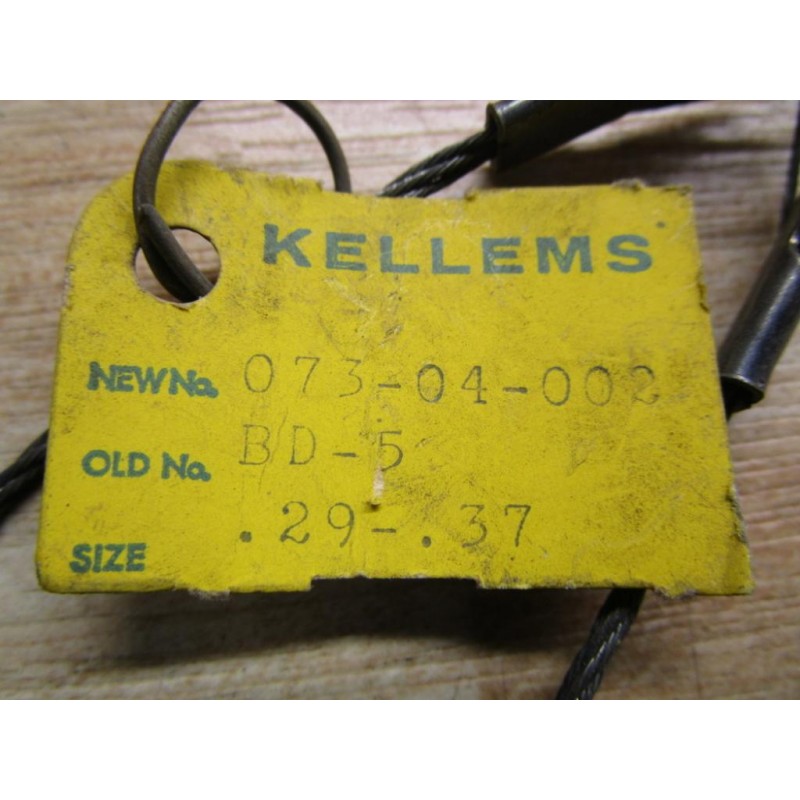 KELLEMS
NEW No. 073-04-002
OLD No. BD-5
SIZE .29-.37